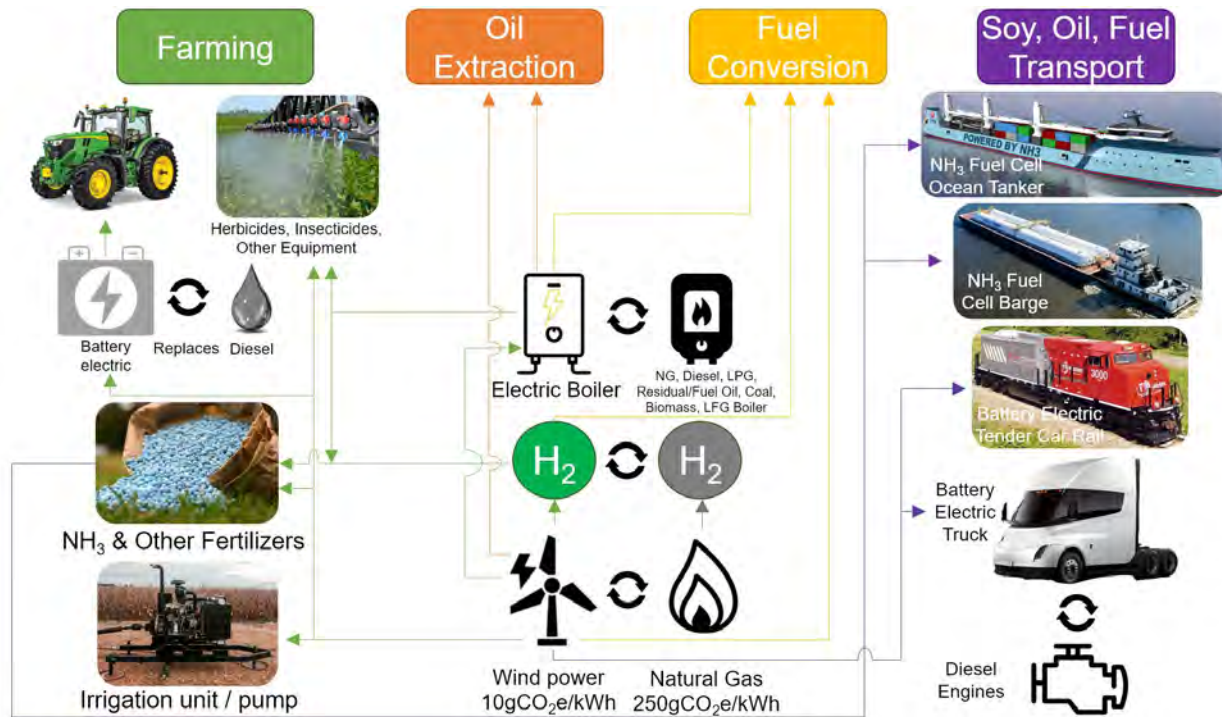 Farming
Oil
Extraction
Fuel
Conversion
Soy, Oil, Fuel
Transport
POWERED BY NH3
NH₃ Fuel Cell
Ocean Tanker
Herbicides, Insecticides,
Other Equipment
+
−
Battery
electric
Replaces
Diesel
Electric Boiler
NG, Diesel, LPG,
Residual/Fuel Oil, Coal,
Biomass, LFG Boiler
NH₃ Fuel
Cell Barge
3000
Battery Electric
Tender Car Rail
H₂
H₂
NH₃ & Other Fertilizers
Battery
Electric
Truck
Irrigation unit / pump
Wind power
10gCO₂e/kWh
Natural Gas
250gCO₂e/kWh
Diesel
Engines